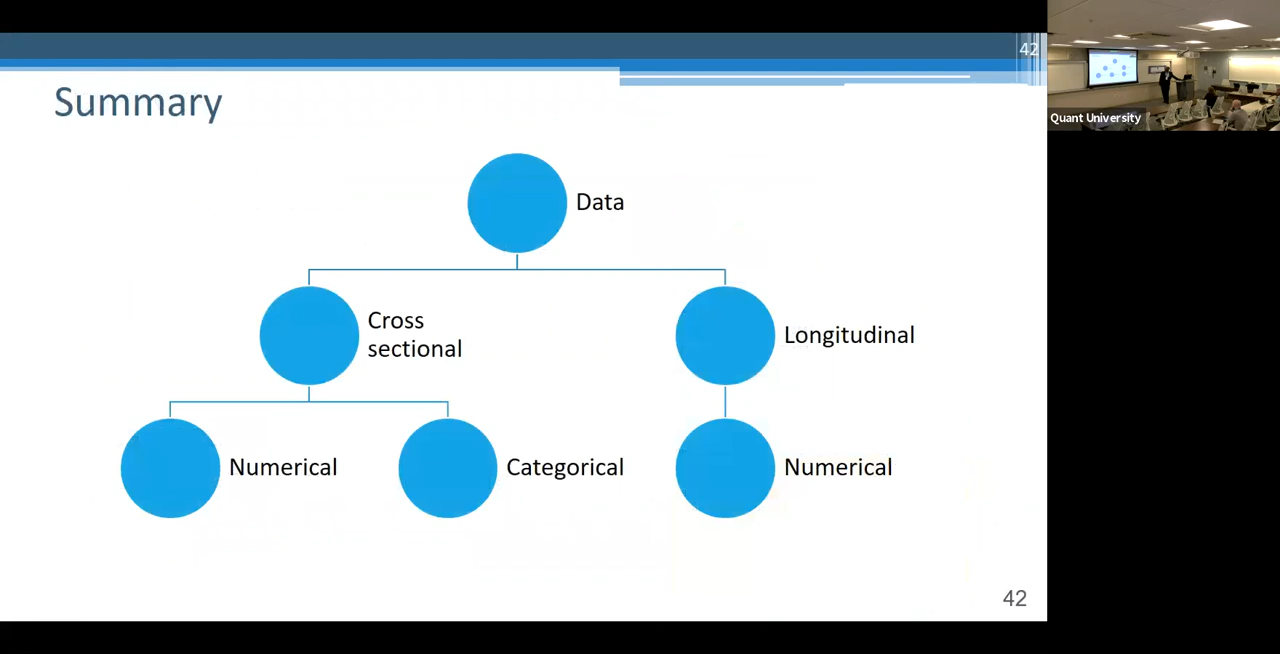 42
Summary
Data
Cross
sectional
Longitudinal
Numerical
Categorical
Numerical
42
Quant University